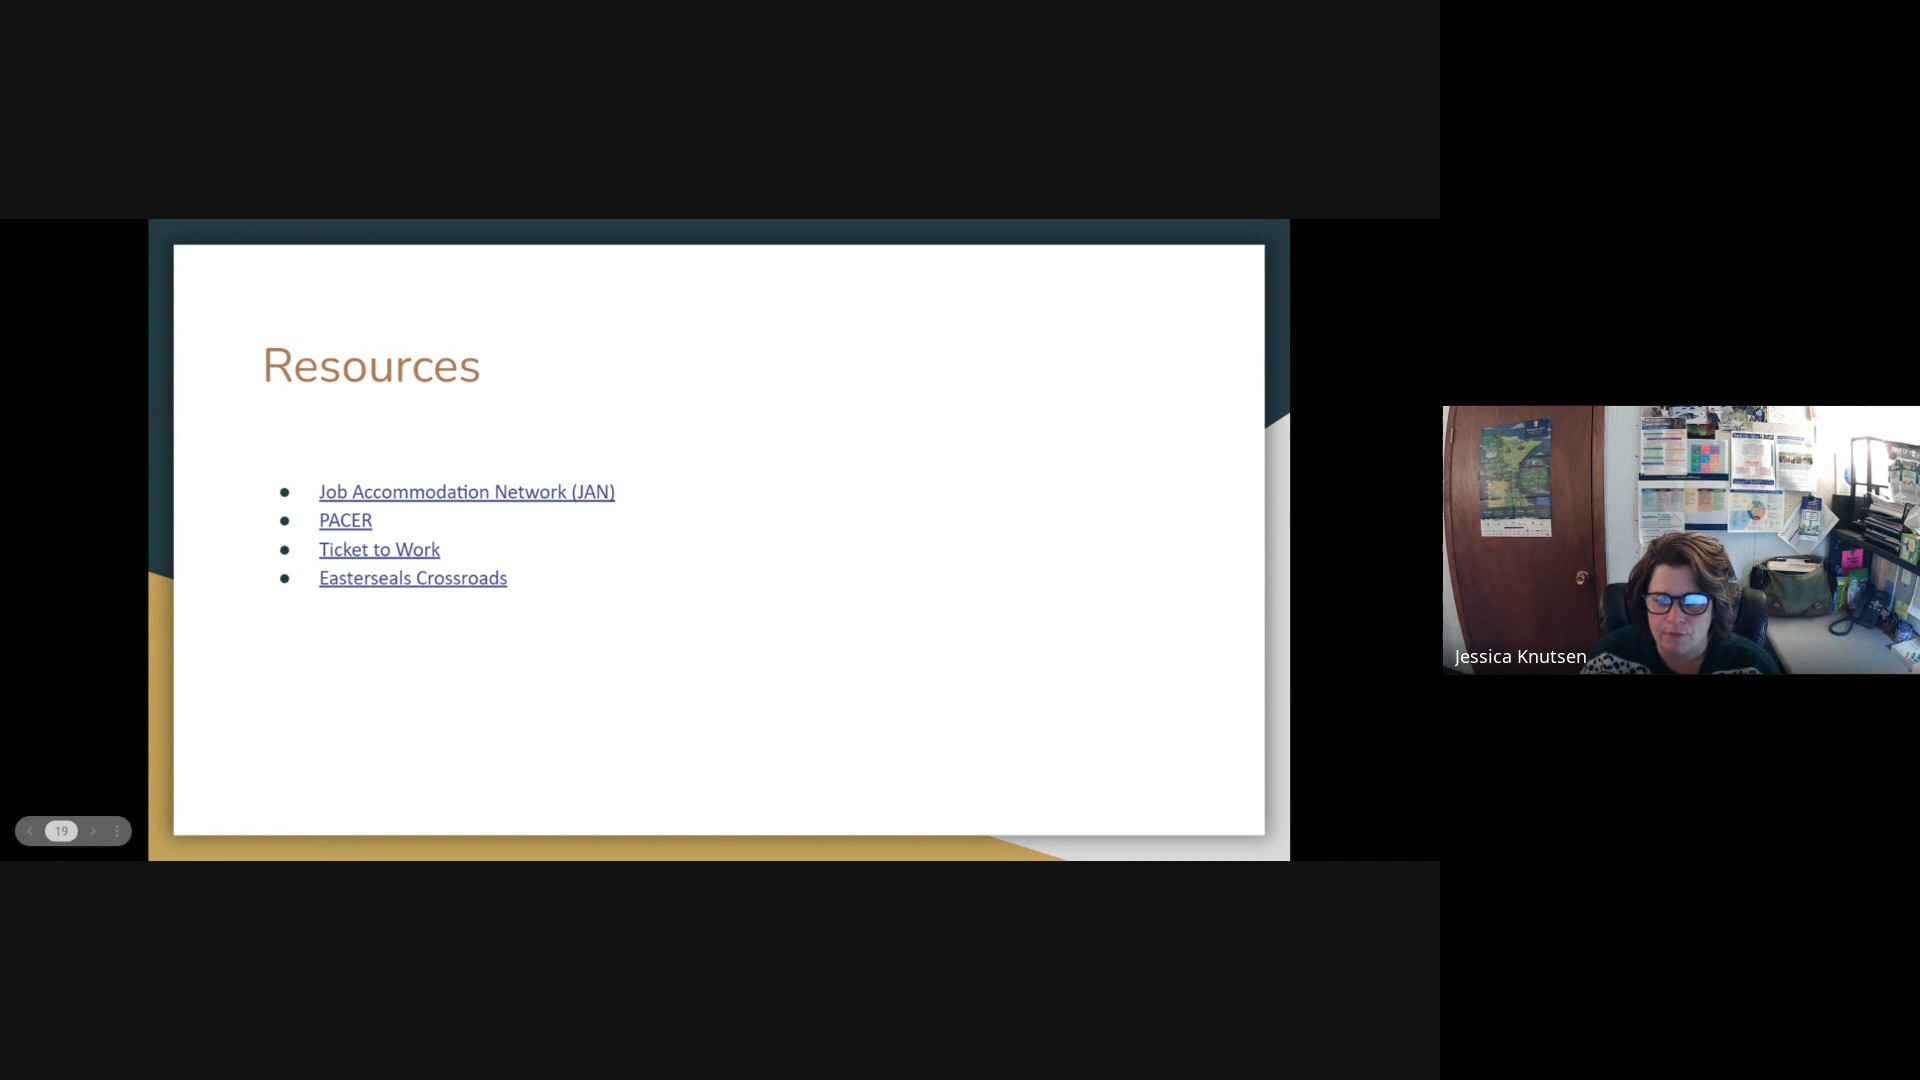 Resources
Job Accommodation Network (JAN)
PACER
Ticket to Work
Easterseals Crossroads
19
Jessica Knutsen